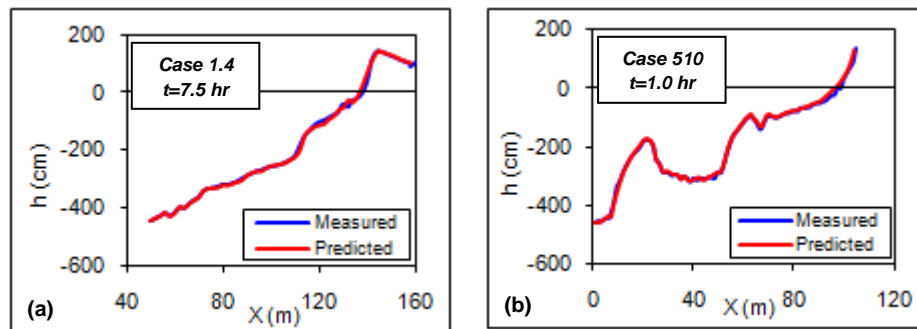 200
0
-200
-400
-600
h (cm)
Case 1.4
t=7.5 hr
Measured
Predicted
(a)
40
80
120
160
X (m)
200
0
-200
-400
-600
h (cm)
Case 510
t=1.0 hr
Measured
Predicted
(b)
0
40
80
120
X (m)